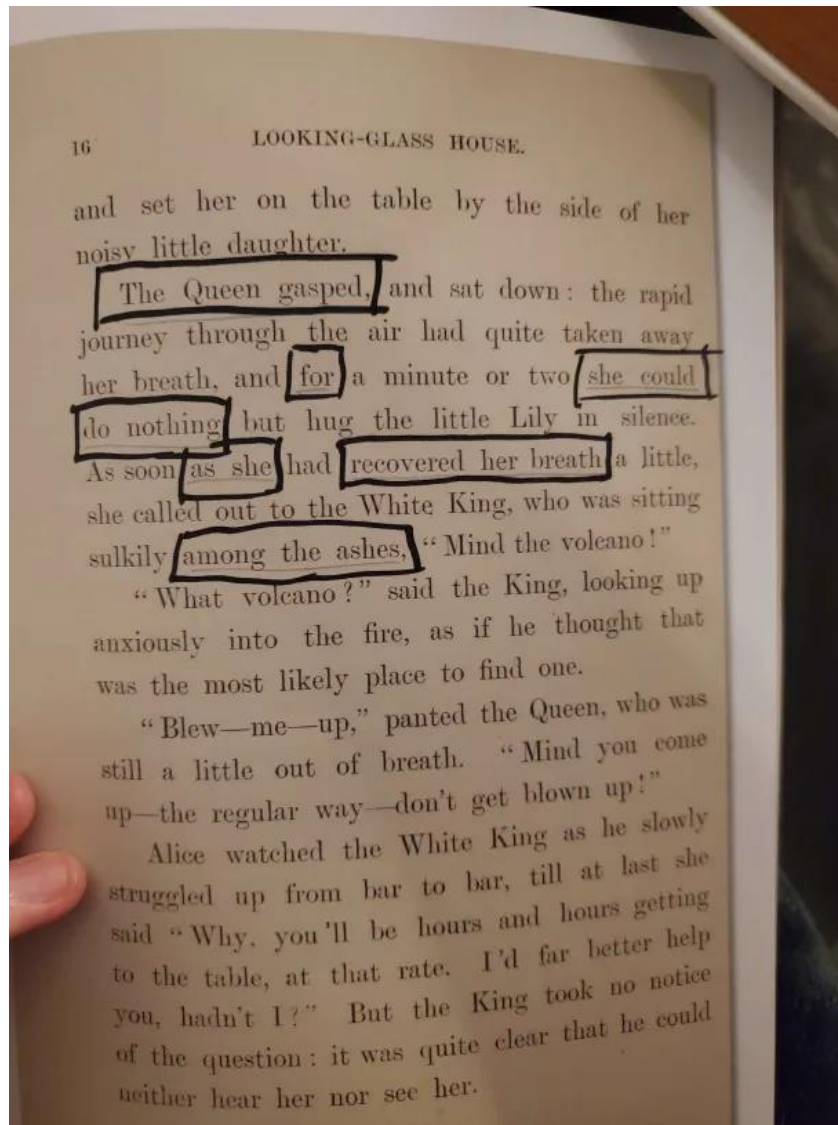 16 LOOKING-GLASS HOUSE.
and set her on the table by the side of her
noisy little daughter.
The Queen gasped, and sat down: the rapid
journey through the air had quite taken away
her breath, and for a minute or two she could
do nothing but hug the little Lily in silence.
As soon as she had recovered her breath a little,
she called out to the White King, who was sitting
sulkily among the ashes, “Mind the volcano!”
“What volcano?” said the King, looking up
anxiously into the fire, as if he thought that
was the most likely place to find one.
“Blew—me—up,” panted the Queen, who was
still a little out of breath. “Mind you come
up—the regular way—don't get blown up!”
Alice watched the White King as he slowly
struggled up from bar to bar, till at last she
said “Why, you 'll be hours and hours getting
to the table, at that rate. I'd far better help
you, hadn't I?” But the King took no notice
of the question: it was quite clear that he could
neither hear her nor see her.